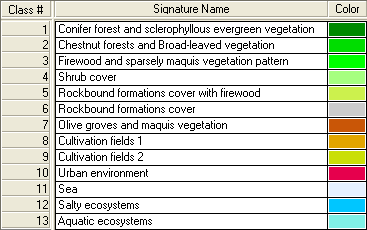 Class # Signature Name Color
1 Conifer forest and sclerophyllous evergreen vegetation
2 Chestnut forests and Broad-leaved vegetation
3 Firewood and sparsely maquis vegetation pattern
4 Shrub cover
5 Rockbound formations cover with firewood
6 Rockbound formations cover
7 Olive groves and maquis vegetation
8 Cultivation fields 1
9 Cultivation fields 2
10 Urban environment
11 Sea
12 Salty ecosystems
13 Aquatic ecosystems